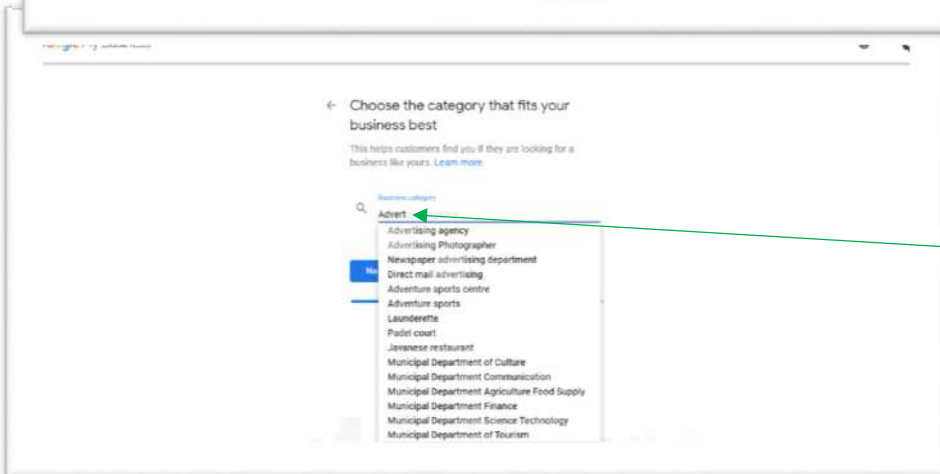 Choose the category that fits your
business best
This helps customers find you if they are looking for a
business like yours. Learn more
Business category
Advert
Advertising agency
Advertising Photographer
Newspaper advertising department
Direct mail advertising
Adventure sports centre
Adventure sports
Launderette
Padel court
Javanese restaurant
Municipal Department of Culture
Municipal Department Communication
Municipal Department Agriculture Food Supply
Municipal Department Finance
Municipal Department Science Technology
Municipal Department of Tourism